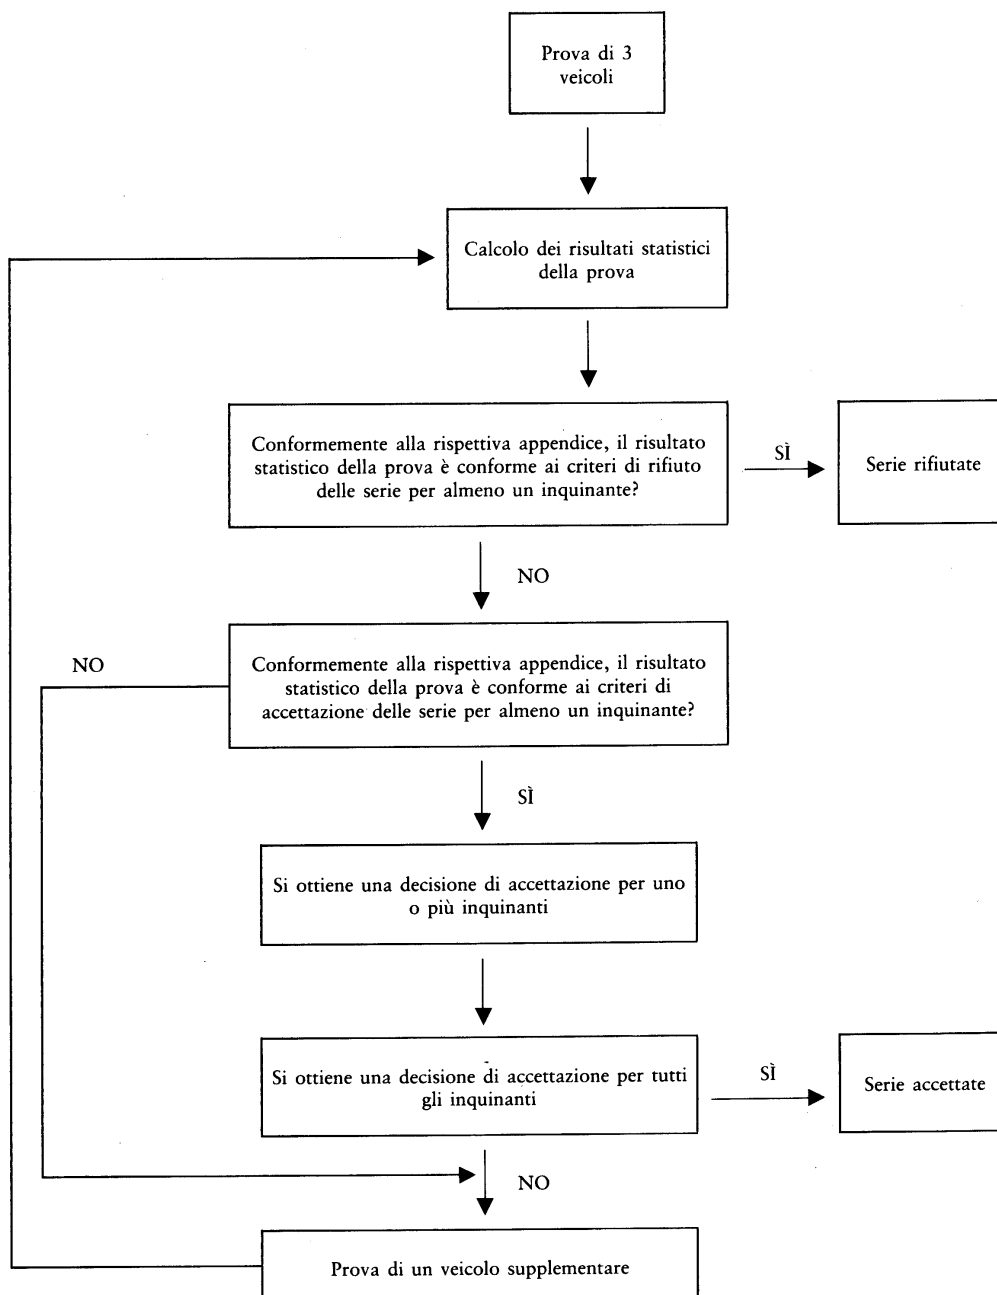 Prova di 3
veicoli
Calcolo dei risultati statistici
della prova
Conformemente alla rispettiva appendice, il risultato
statistico della prova è conforme ai criteri di rifiuto
delle serie per almeno un inquinante?
SÌ
Serie rifiutate
NO
NO
Conformemente alla rispettiva appendice, il risultato
statistico della prova è conforme ai criteri di
accettazione delle serie per almeno un inquinante?
SÌ
Si ottiene una decisione di accettazione per uno
o più inquinanti
Si ottiene una decisione di accettazione per tutti
gli inquinanti
SÌ
Serie accettate
NO
Prova di un veicolo supplementare